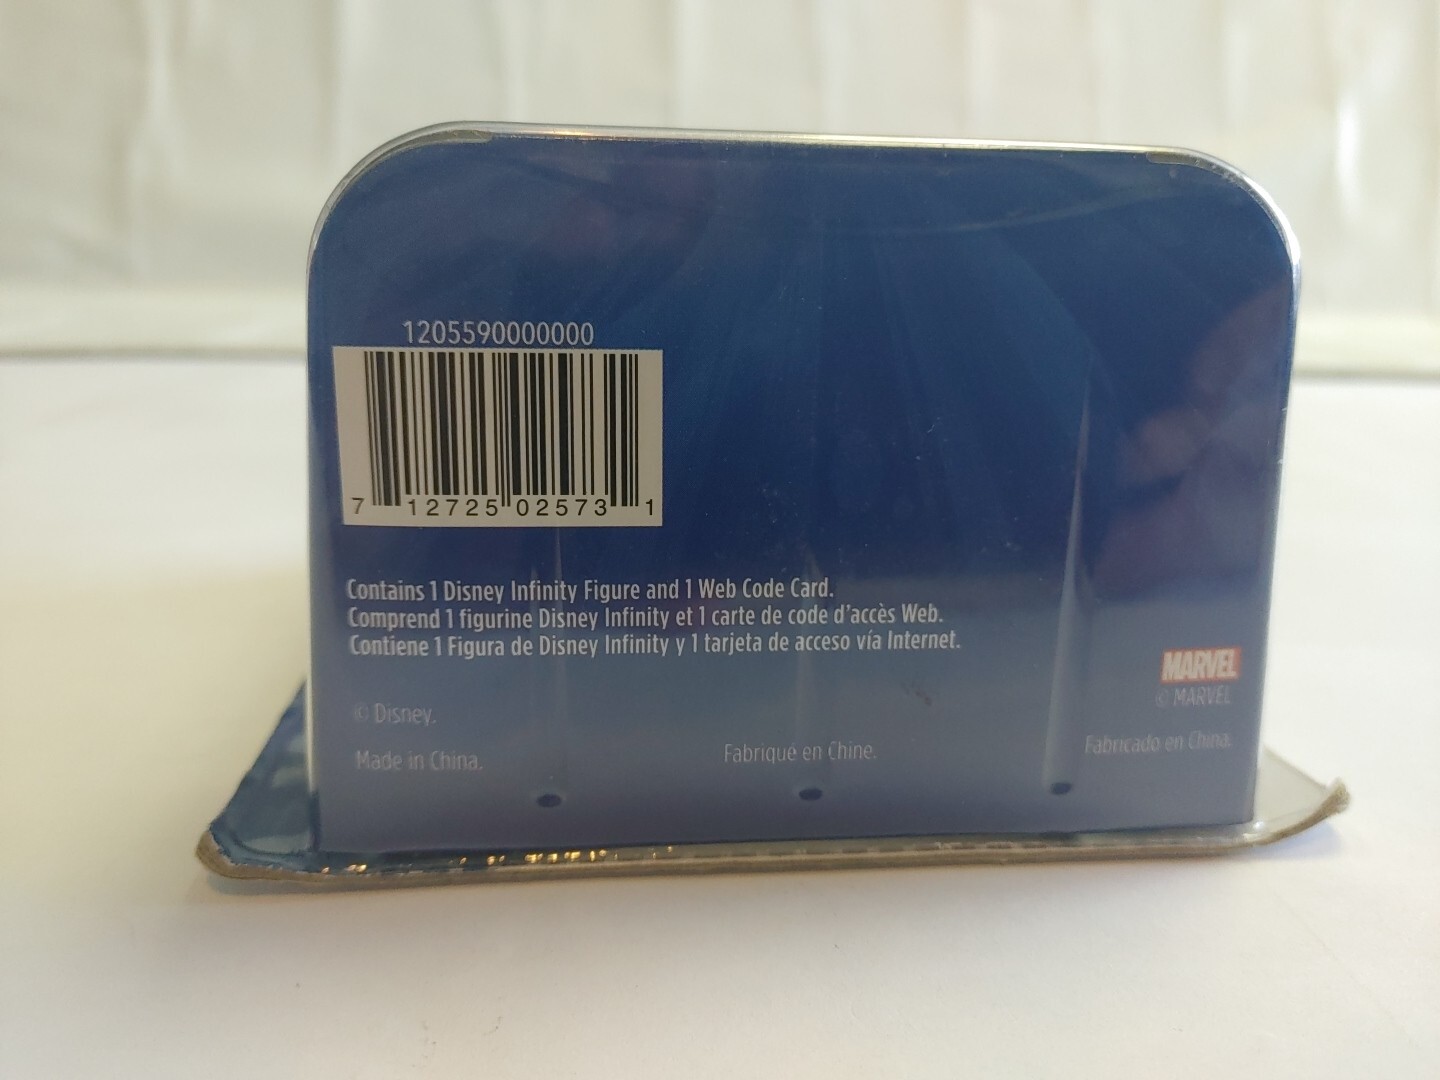 1205590000000
7 12725 02573 1
Contains 1 Disney Infinity Figure and 1 Web Code Card.
Comprend 1 figurine Disney Infinity et 1 carte de code d'accès Web.
Contiene 1 Figura de Disney Infinity y 1 tarjeta de acceso vía Internet.
MARVEL
© MARVEL
© Disney.
Made in China.
Fabriqué en Chine.
Fabricado en China.